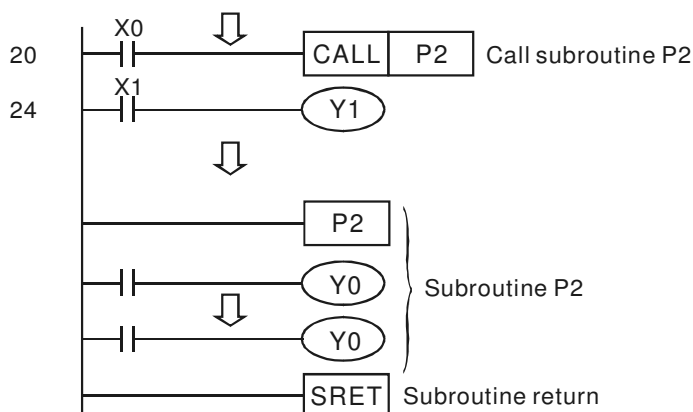 X0
20 CALL P2 Call subroutine P2
X1
24 Y1
P2
Y0
Subroutine P2
Y0
SRET Subroutine return